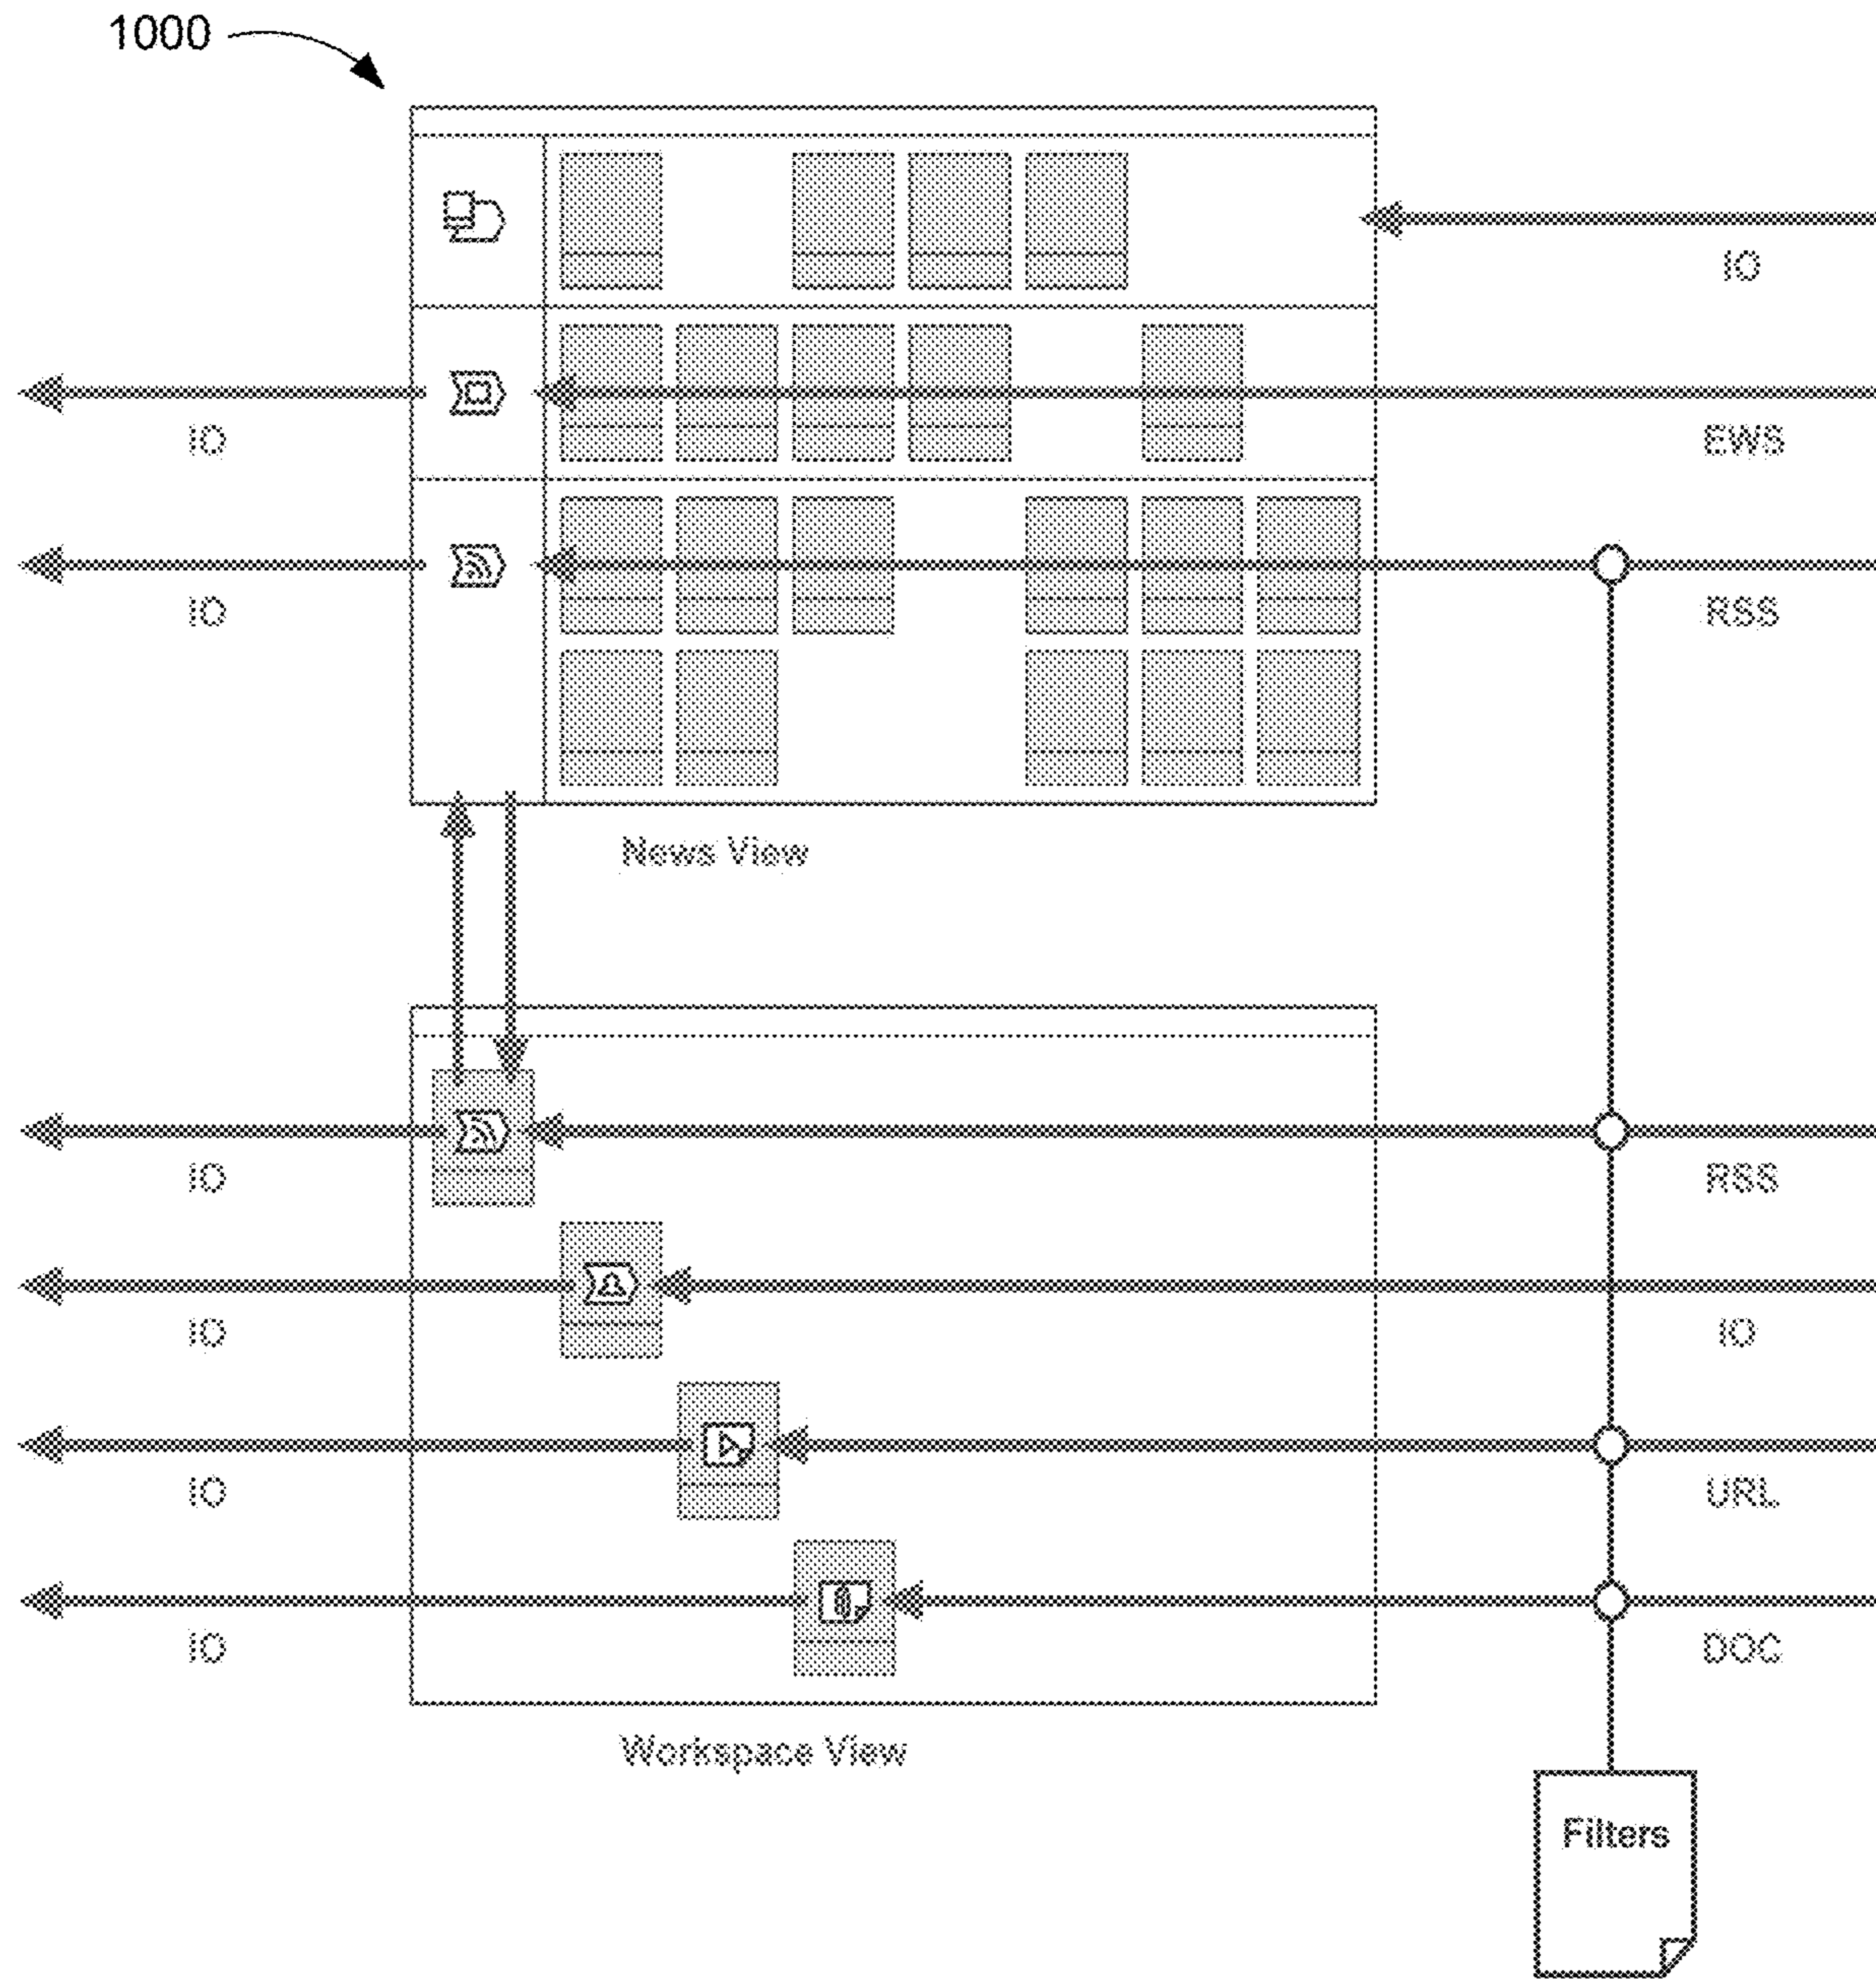 1000
IO
IO
EWS
IO
RSS
News View
IO
RSS
IO
IO
IO
URL
IO
DOC
Workspace View
Filters